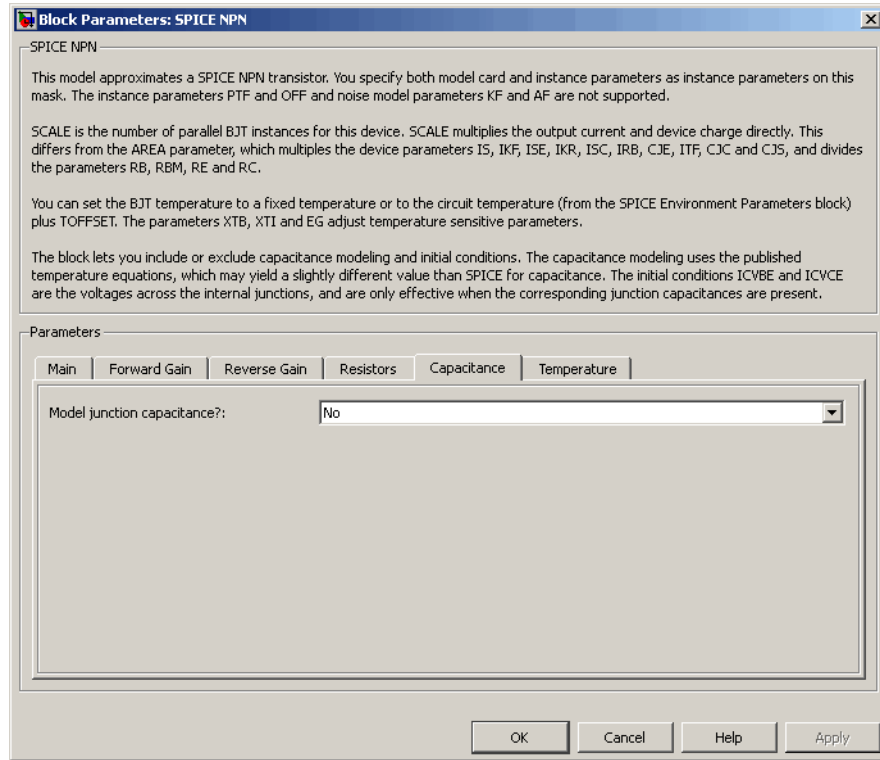 Block Parameters: SPICE NPN
SPICE NPN
This model approximates a SPICE NPN transistor. You specify both model card and instance parameters as instance parameters on this
mask. The instance parameters PTF and OFF and noise model parameters KF and AF are not supported.
SCALE is the number of parallel BJT instances for this device. SCALE multiplies the output current and device charge directly. This
differs from the AREA parameter, which multiples the device parameters IS, IKF, ISE, IKR, ISC, IRB, CJE, ITF, CJC and CJS, and divides
the parameters RB, RBM, RE and RC.
You can set the BJT temperature to a fixed temperature or to the circuit temperature (from the SPICE Environment Parameters block)
plus TOFFSET. The parameters XTB, XTI and EG adjust temperature sensitive parameters.
The block lets you include or exclude capacitance modeling and initial conditions. The capacitance modeling uses the published
temperature equations, which may yield a slightly different value than SPICE for capacitance. The initial conditions ICVBE and ICVCE
are the voltages across the internal junctions, and are only effective when the corresponding junction capacitances are present.
Parameters
Main Forward Gain Reverse Gain Resistors Capacitance Temperature
Model junction capacitance?: No
OK Cancel Help Apply